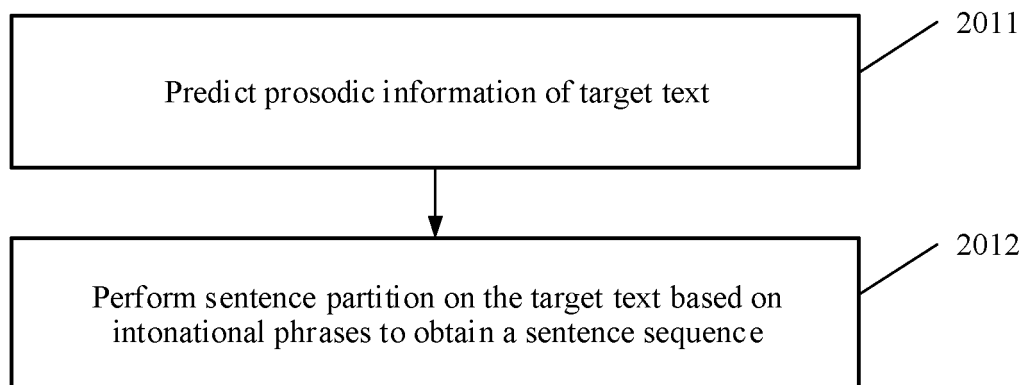 2011
Predict prosodic information of target text
2012
Perform sentence partition on the target text based on
intonational phrases to obtain a sentence sequence